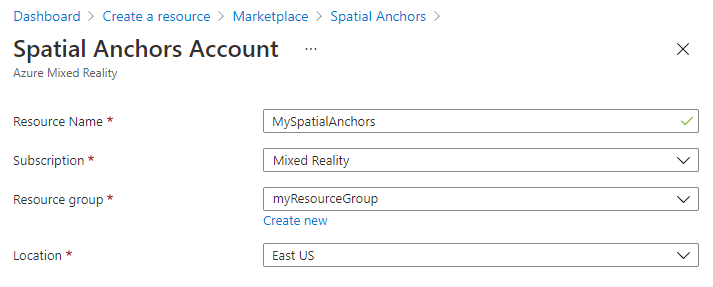 Dashboard > Create a resource > Marketplace > Spatial Anchors >
Spatial Anchors Account ...
Azure Mixed Reality
Resource Name * MySpatialAnchors
Subscription * Mixed Reality
Resource group * myResourceGroup
Create new
Location * East US